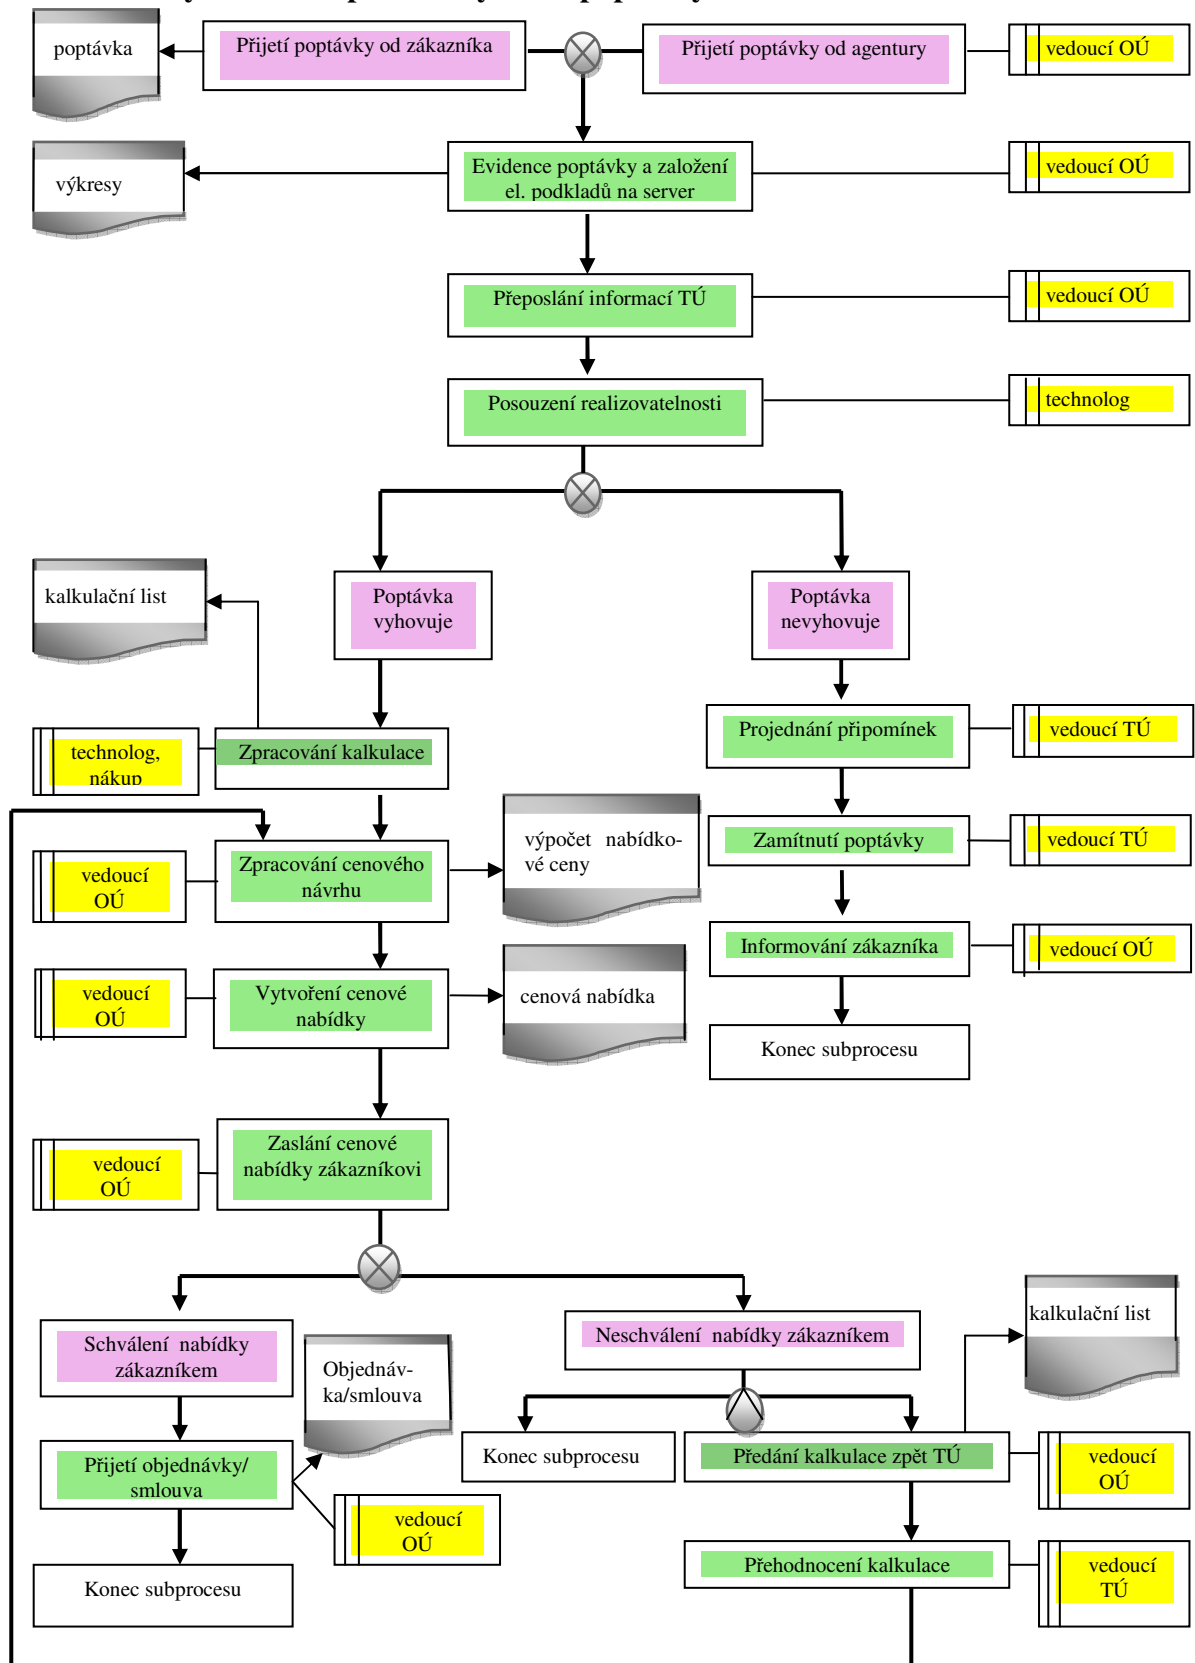 poptávka
Přijetí poptávky od zákazníka
Přijetí poptávky od agentury
vedoucí OÚ
výkresy
Evidence poptávky a založení
el. podkladů na server
vedoucí OÚ
Přeposlání informací TÚ
vedoucí OÚ
Posouzení realizovatelnosti
technolog
kalkulační list
Poptávka
vyhovuje
Poptávka
nevyhovuje
technolog,
nákup
Zpracování kalkulace
Projednání připomínek
vedoucí TÚ
vedoucí
OÚ
Zpracování cenového
návrhu
výpočet nabídko-
vé ceny
Zamítnutí poptávky
vedoucí TÚ
Informování zákazníka
vedoucí OÚ
vedoucí
OÚ
Vytvoření cenové
nabídky
cenová nabídka
Konec subprocesu
vedoucí
OÚ
Zaslání cenové
nabídky zákazníkovi
Schválení nabídky
zákazníkem
Objednáv-
ka/smlouva
Neschválení nabídky zákazníkem
kalkulační list
Přijetí objednávky/
smlouva
vedoucí
OÚ
Konec subprocesu
Předání kalkulace zpět TÚ
vedoucí
OÚ
Konec subprocesu
Přehodnocení kalkulace
vedoucí
TÚ